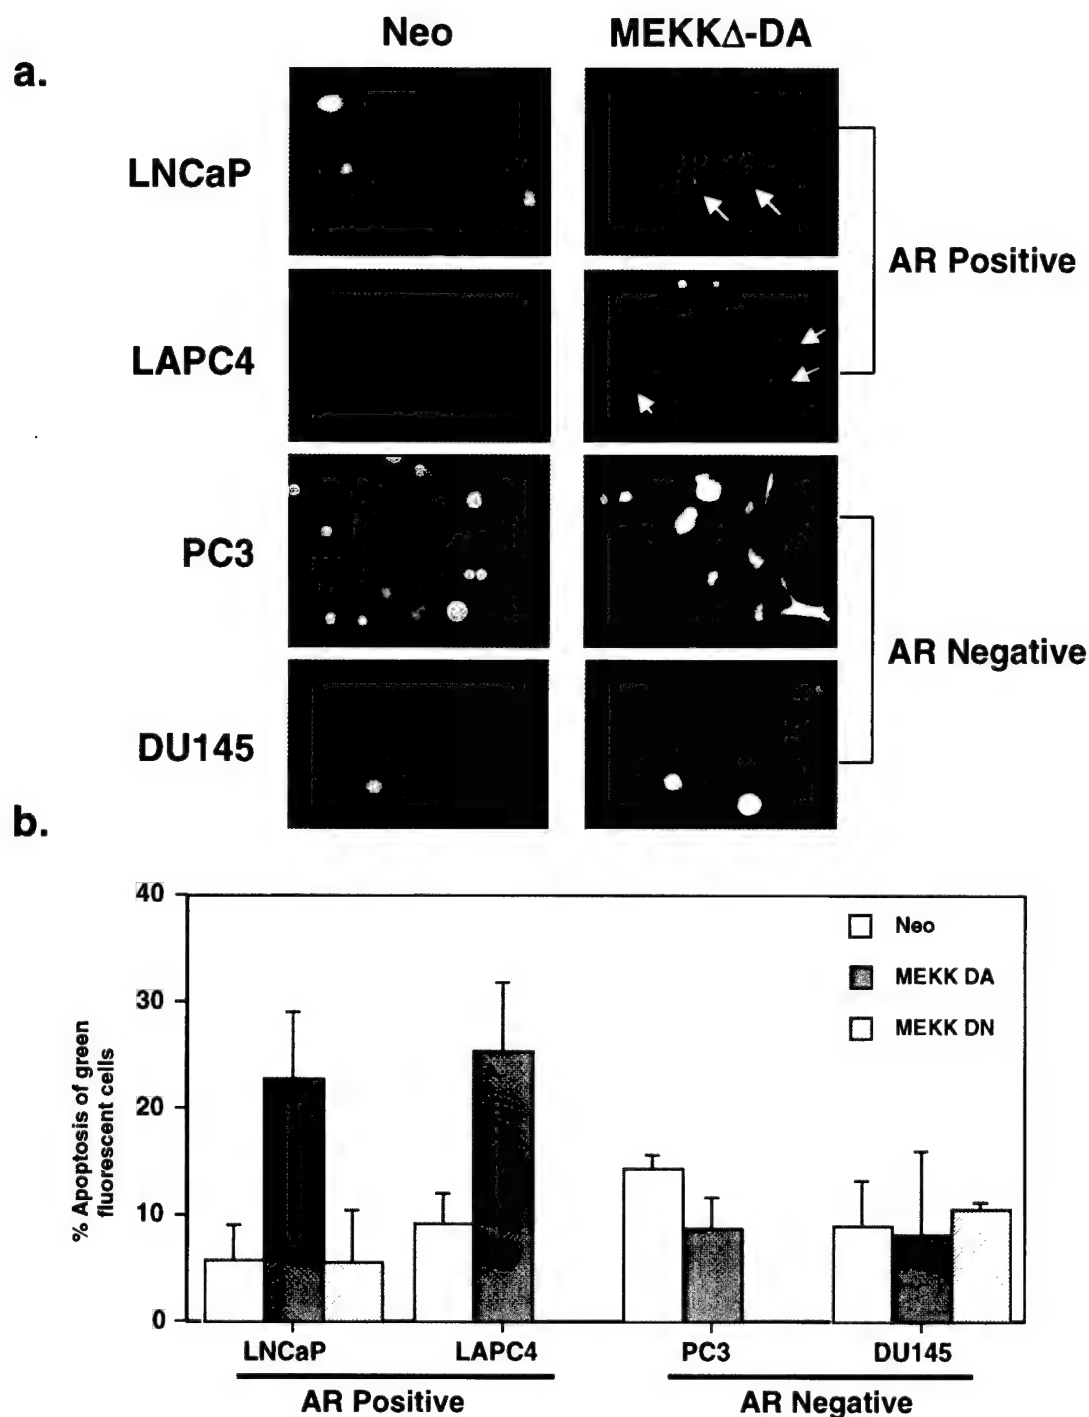 Neo MEKKΔ-DA
a.
LNCaP
AR Positive
LAPC4
PC3
AR Negative
DU145
b.
40
30
20
10
0
% Apoptosis of green
fluorescent cells
Neo
MEKK DA
MEKK DN
LNCaP LAPC4 PC3 DU145
AR Positive AR Negative